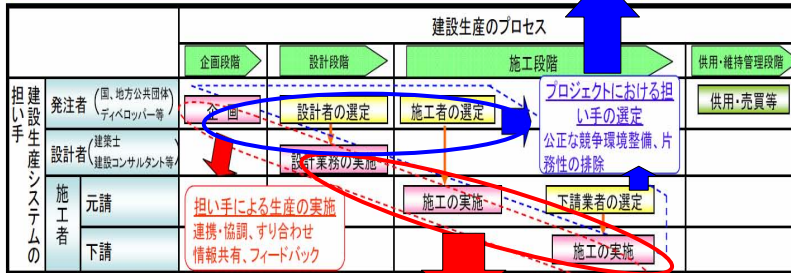 建設生産のプロセス
企画段階
設計段階
施工段階
供用・維持管理段階
建設生産システムの
担い手
発注者(国、地方公共団体
ディベロッパー等)
企 画
設計者の選定
施工者の選定
プロジェクトにおける担
い手の選定
公正な競争環境整備、片
務性の排除
供用・売買等
設計者(建築士
建設コンサルタント等)
設計業務の実施
施工者
元請
施工の実施
下請業者の選定
担い手による生産の実施
連携・協調、すり合わせ
情報共有、フィードバック
下請
施工の実施